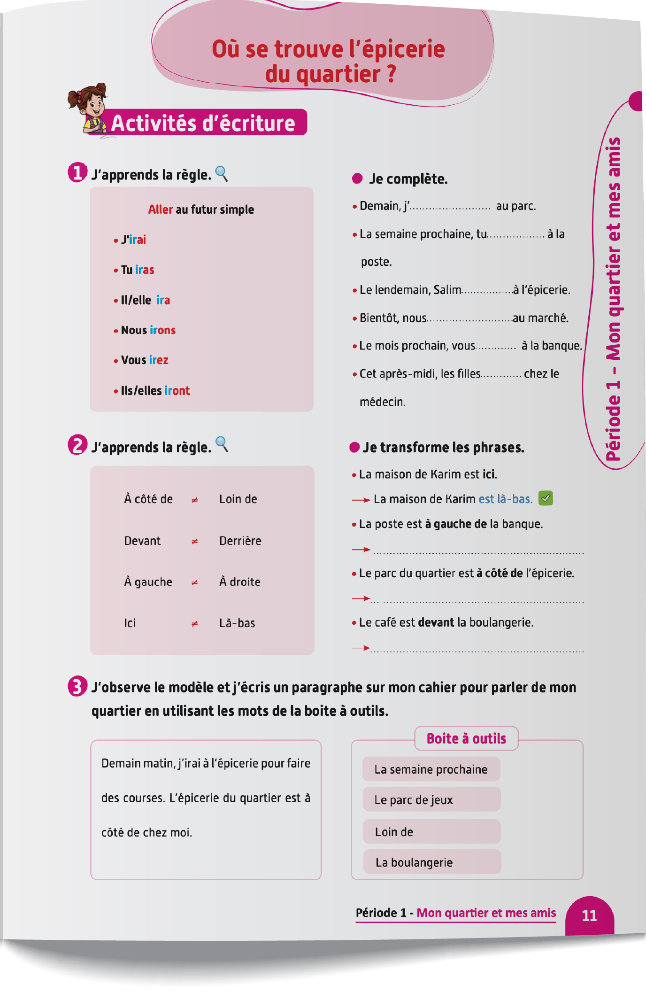 Où se trouve l'épicerie
du quartier ?
Activités d'écriture
1 J'apprends la règle.
Aller au futur simple
• J'irai
• Tu iras
• Il/elle ira
• Nous irons
• Vous irez
• Ils/elles iront
Je complète.
• Demain, j'......................... au parc.
• La semaine prochaine, tu.................. à la
poste.
• Le lendemain, Salim................à l'épicerie.
• Bientôt, nous...........................au marché.
• Le mois prochain, vous............. à la banque.
• Cet après-midi, les filles............. chez le
médecin.
2 J'apprends la règle.
À côté de ≠ Loin de
Devant ≠ Derrière
À gauche ≠ À droite
Ici ≠ Là-bas
Je transforme les phrases.
• La maison de Karim est ici.
La maison de Karim est là-bas.
• La poste est à gauche de la banque.
• Le parc du quartier est à côté de l'épicerie.
• Le café est devant la boulangerie.
3 J'observe le modèle et j'écris un paragraphe sur mon cahier pour parler de mon
quartier en utilisant les mots de la boite à outils.
Demain matin, j'irai à l'épicerie pour faire
des courses. L'épicerie du quartier est à
côté de chez moi.
Boite à outils
La semaine prochaine
Le parc de jeux
Loin de
La boulangerie
Période 1 - Mon quartier et mes amis
11
Période 1 - Mon quartier et mes amis